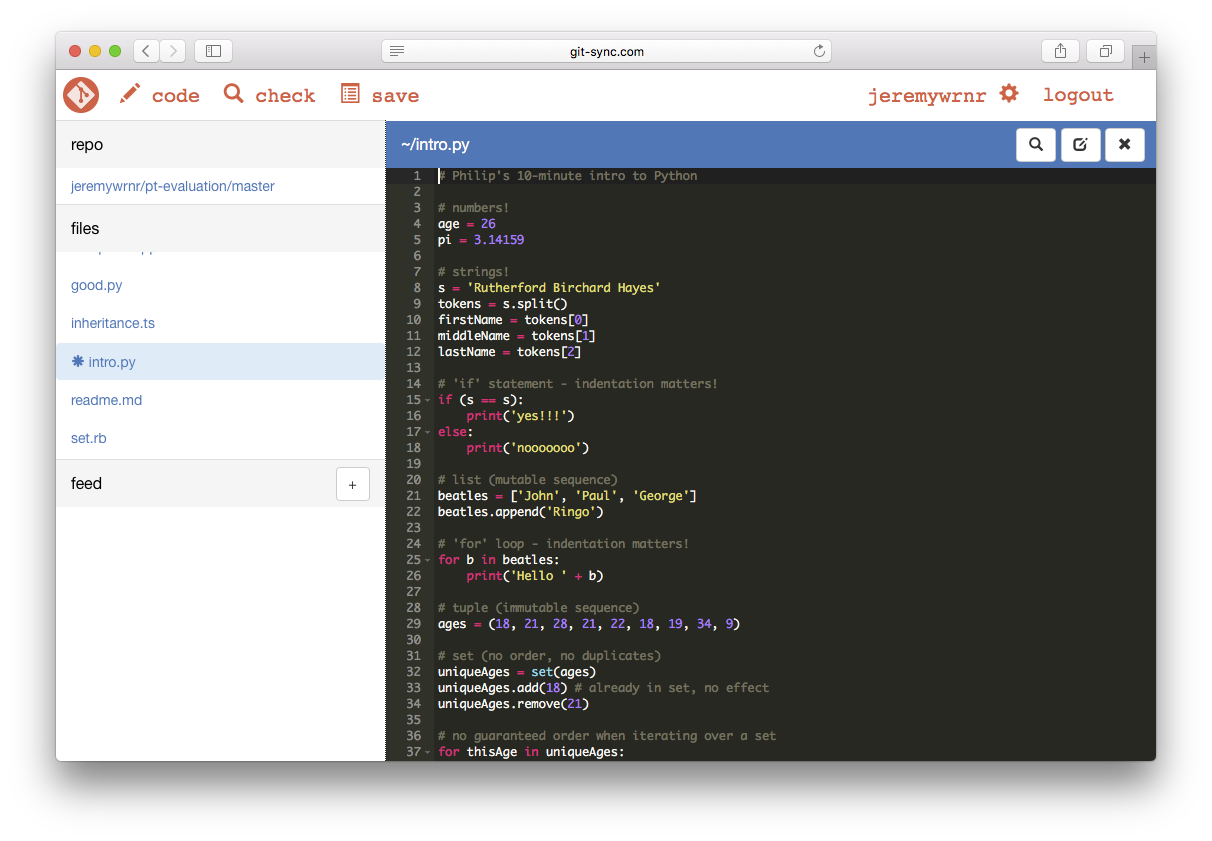 git-sync.com
code check save jeremywrnr logout
repo
jeremywrnr/pt-evaluation/master
files
good.py
inheritance.ts
intro.py
readme.md
set.rb
feed +
~/intro.py
1 # Philip's 10-minute intro to Python
2
3 # numbers!
4 age = 26
5 pi = 3.14159
6
7 # strings!
8 s = 'Rutherford Birchard Hayes'
9 tokens = s.split()
10 firstName = tokens[0]
11 middleName = tokens[1]
12 lastName = tokens[2]
13
14 # 'if' statement - indentation matters!
15 if (s == s):
16     print('yes!!!')
17 else:
18     print('nooooooo')
19
20 # list (mutable sequence)
21 beatles = ['John', 'Paul', 'George']
22 beatles.append('Ringo')
23
24 # 'for' loop - indentation matters!
25 for b in beatles:
26     print('Hello ' + b)
27
28 # tuple (immutable sequence)
29 ages = (18, 21, 28, 21, 22, 18, 19, 34, 9)
30
31 # set (no order, no duplicates)
32 uniqueAges = set(ages)
33 uniqueAges.add(18) # already in set, no effect
34 uniqueAges.remove(21)
35
36 # no guaranteed order when iterating over a set
37 for thisAge in uniqueAges: